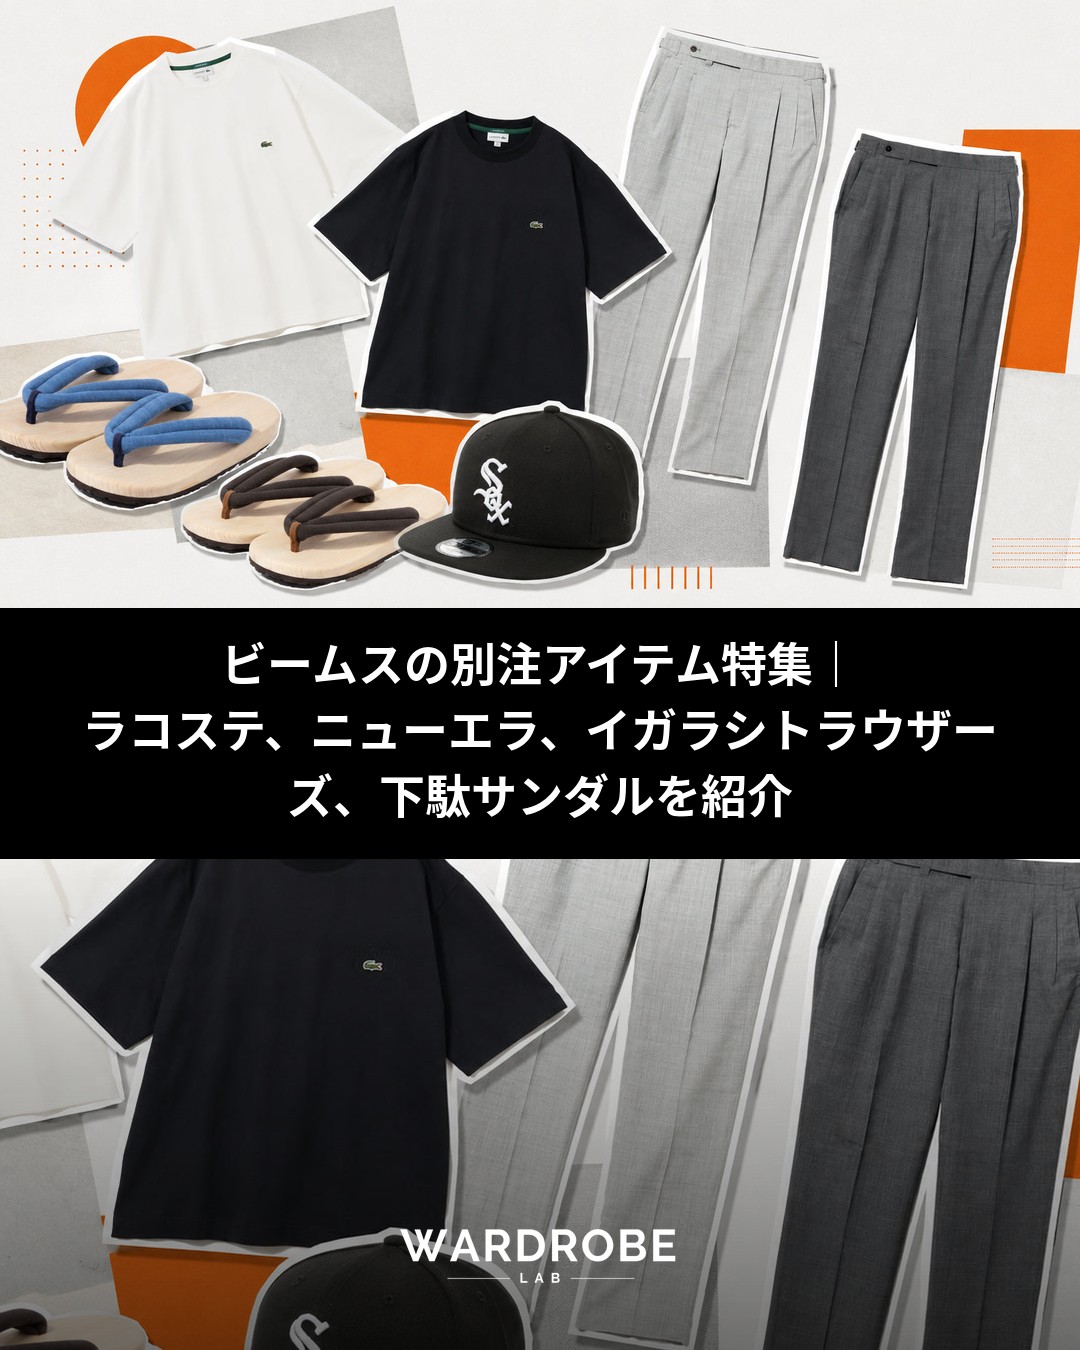 ビームスの別注アイテム特集｜
ラコステ、ニューエラ、イガラシトラウザー
ズ、下駄サンダルを紹介
WARDROBE
LAB